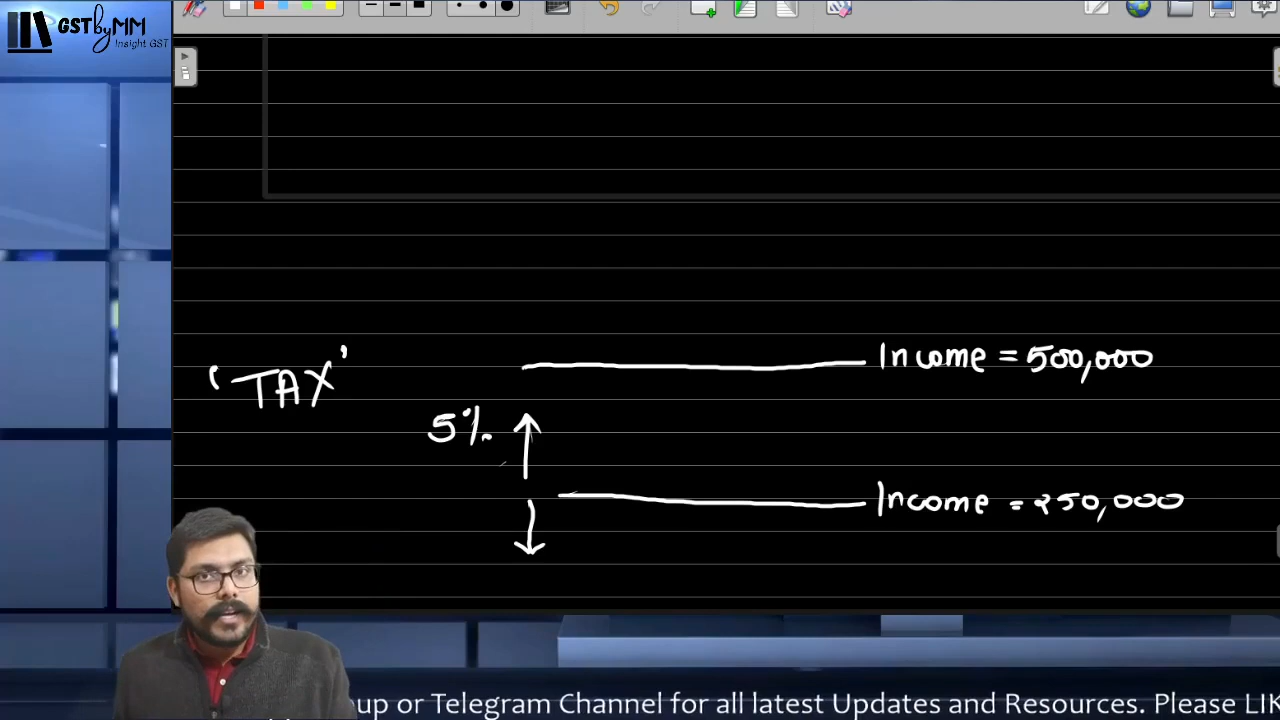 GSTbyMM
Insight GST
Income = 500,000
'TAX'
5%
Income = 250,000
up or Telegram Channel for all latest Updates and Resources. Please LIK